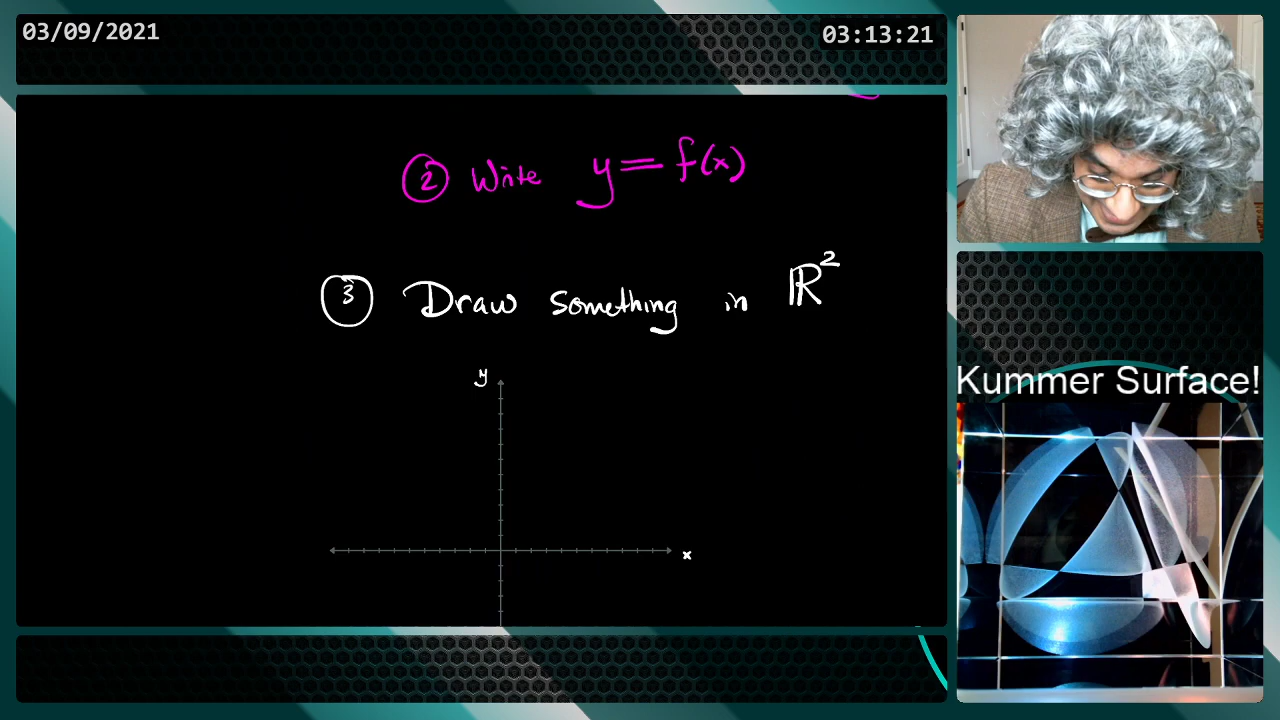 03/09/2021
03:13:21
② Write y = f(x)
③ Draw something in ℝ²
y
x
Kummer Surface!